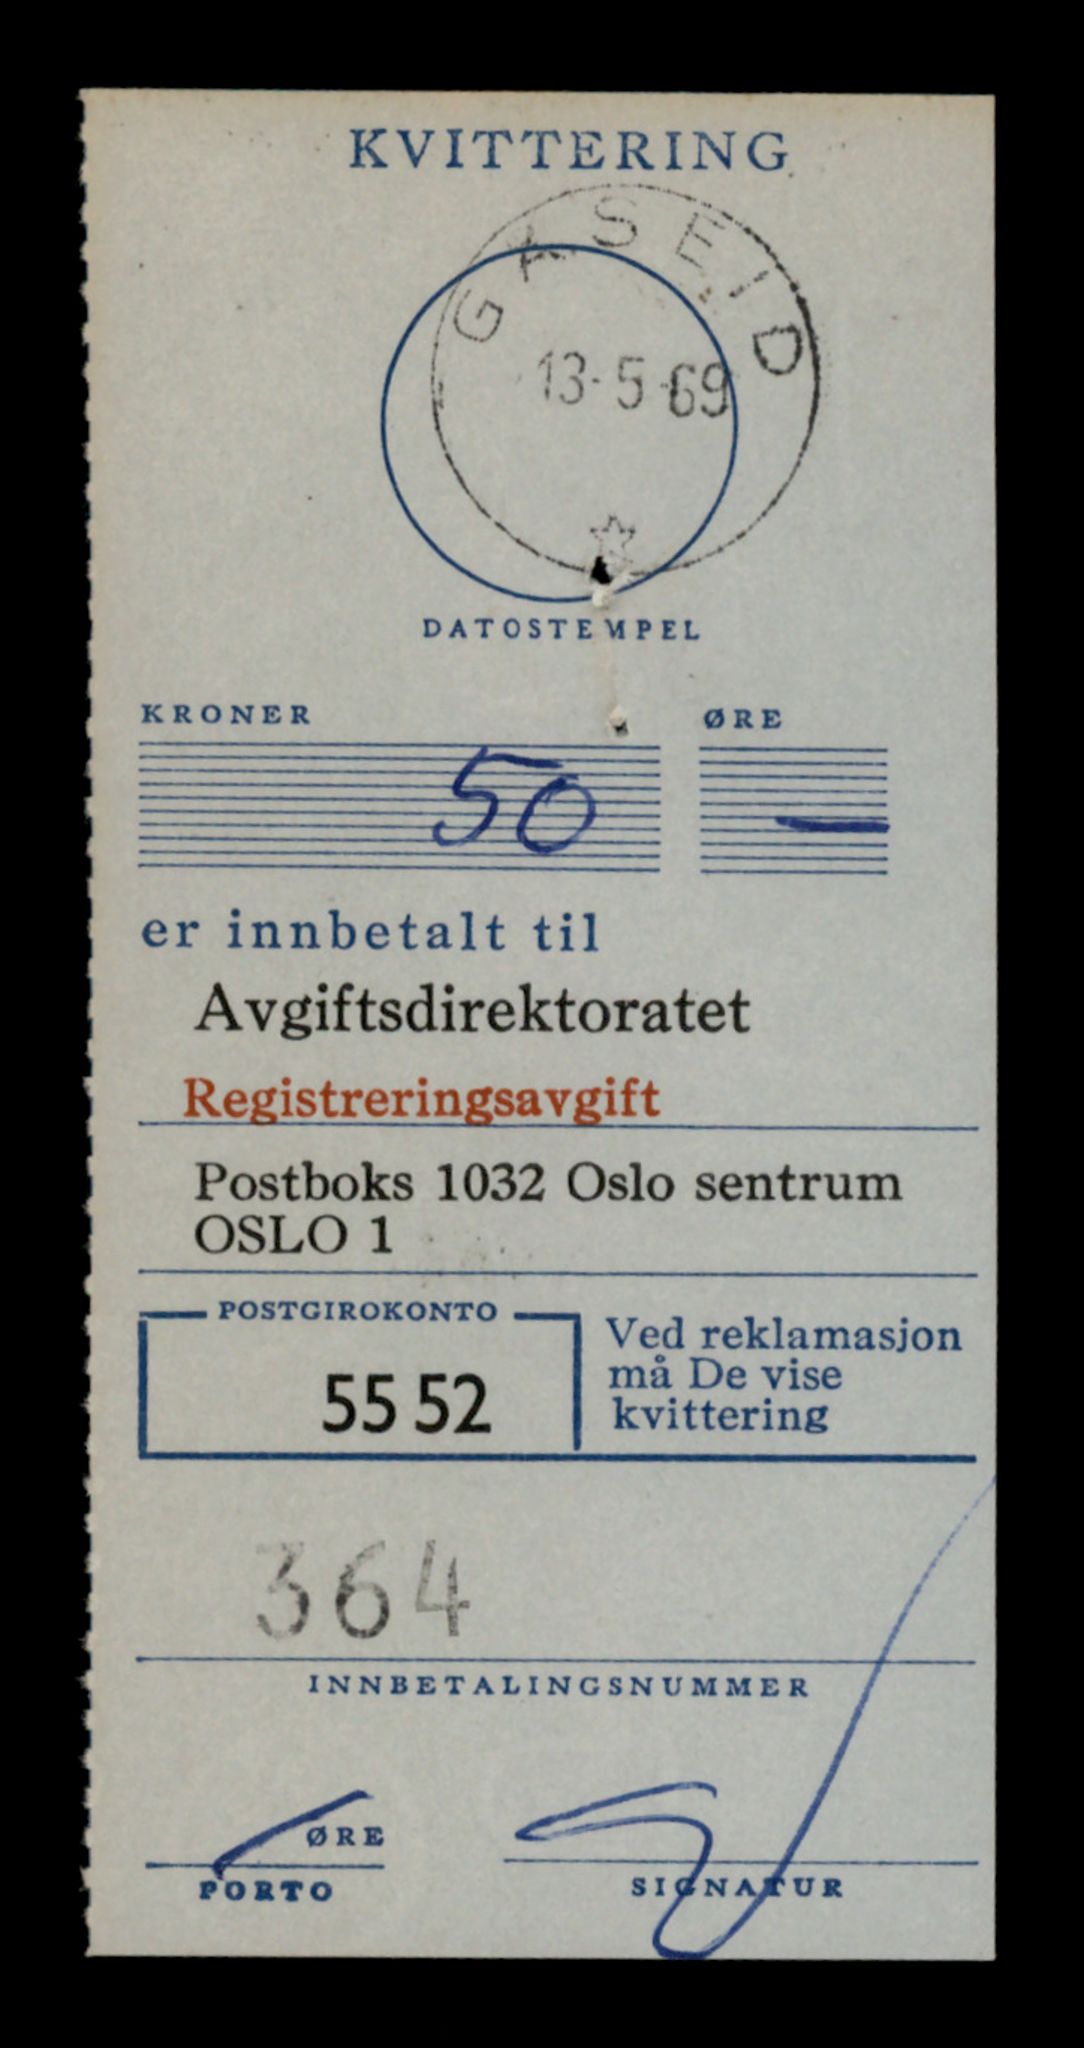 KVITTERING
GÅSEID
13-5-69
DATOSTEMPEL
KRONER ØRE
50 —
er innbetalt til
Avgiftsdirektoratet
Registreringsavgift
Postboks 1032 Oslo sentrum
OSLO 1
POSTGIROKONTO
55 52
Ved reklamasjon
må De vise
kvittering
364
INNBETALINGSNUMMER
ØRE
PORTO
SIGNATUR